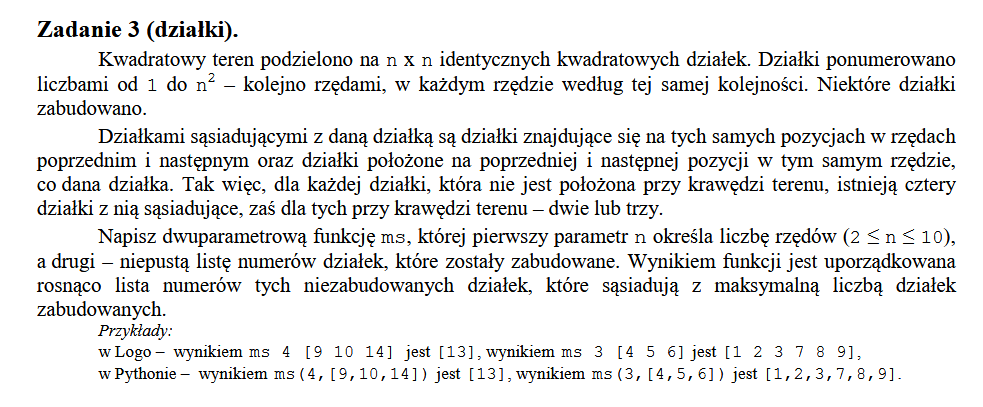 Zadanie 3 (działki).
Kwadratowy teren podzielono na n x n identycznych kwadratowych działek. Działki ponumerowano
liczbami od 1 do n² – kolejno rzędami, w każdym rzędzie według tej samej kolejności. Niektóre działki
zabudowano.
Działkami sąsiadującymi z daną działką są działki znajdujące się na tych samych pozycjach w rzędach
poprzednim i następnym oraz działki położone na poprzedniej i następnej pozycji w tym samym rzędzie,
co dana działka. Tak więc, dla każdej działki, która nie jest położona przy krawędzi terenu, istnieją cztery
działki z nią sąsiadujące, zaś dla tych przy krawędzi terenu – dwie lub trzy.
Napisz dwuparametrową funkcję ms, której pierwszy parametr n określa liczbę rzędów (2 ≤ n ≤ 10),
a drugi – niepustą listę numerów działek, które zostały zabudowane. Wynikiem funkcji jest uporządkowana
rosnąco lista numerów tych niezabudowanych działek, które sąsiadują z maksymalną liczbą działek
zabudowanych.
Przykłady:
w Logo – wynikiem ms 4 [9 10 14] jest [13], wynikiem ms 3 [4 5 6] jest [1 2 3 7 8 9],
w Pythonie – wynikiem ms(4,[9,10,14]) jest [13], wynikiem ms(3,[4,5,6]) jest [1,2,3,7,8,9].